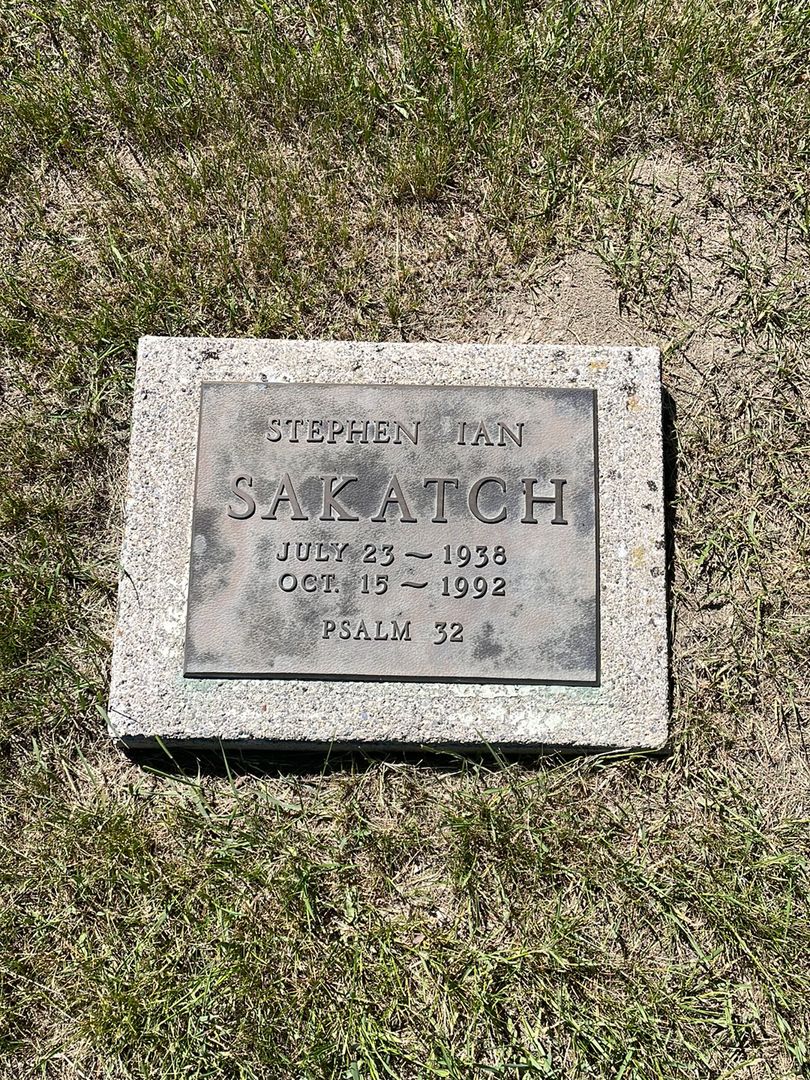 STEPHEN IAN
SAKATCH
JULY 23 ~ 1938
OCT. 15 ~ 1992
PSALM 32